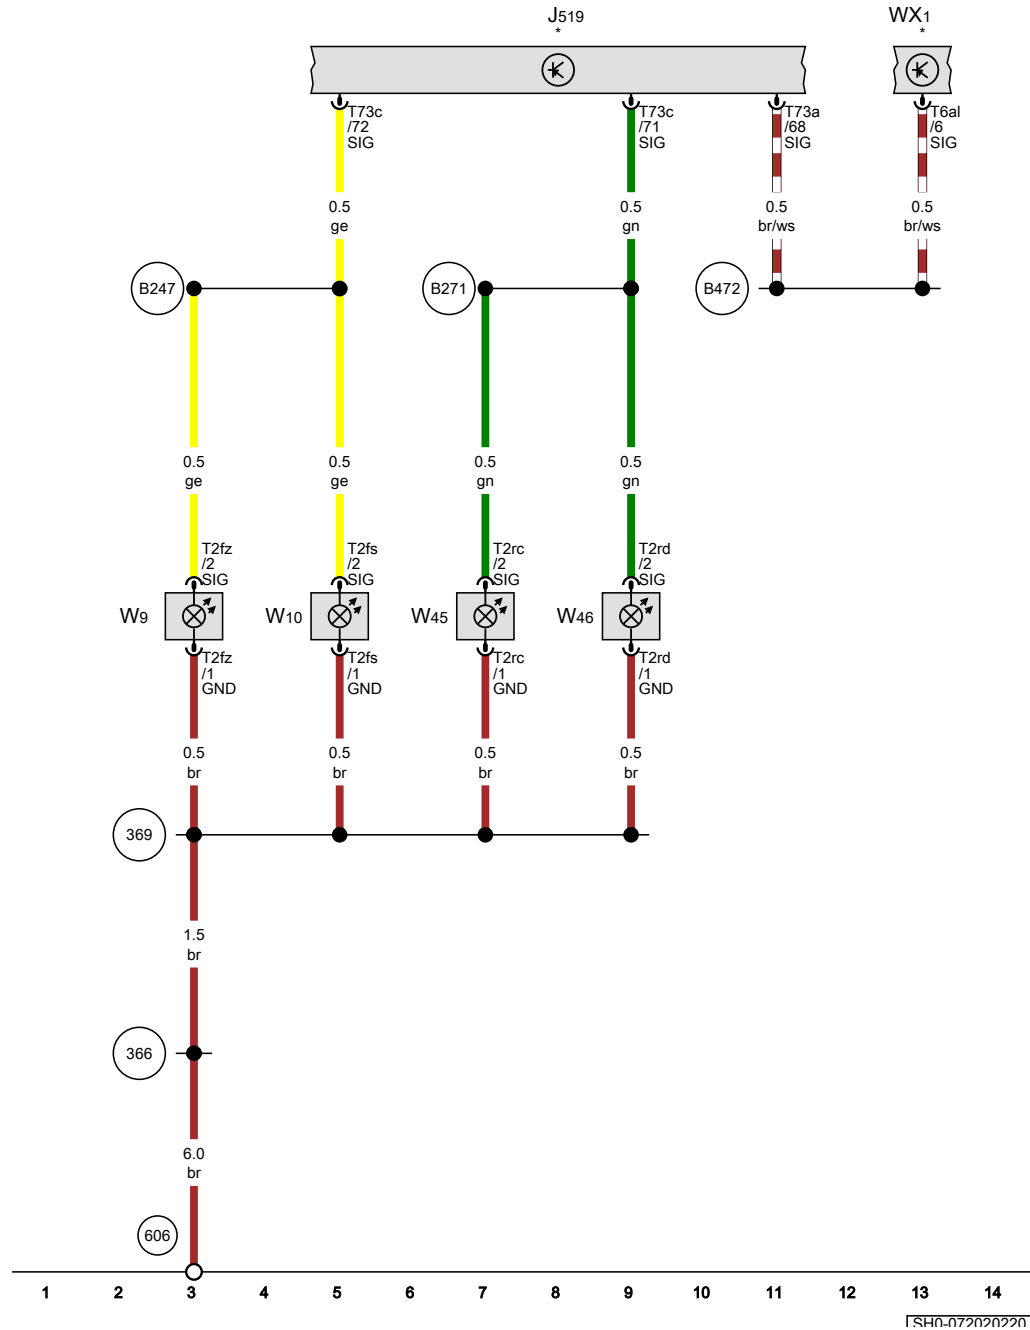 J519
*
WX1
*
T73c
/72
SIG
T73c
/71
SIG
T73a
/68
SIG
T6al
/6
SIG
0.5
ge
0.5
gn
0.5
br/ws
0.5
br/ws
B247
B271
B472
0.5
ge
0.5
ge
0.5
gn
0.5
gn
T2fz
/2
SIG
T2fs
/2
SIG
T2rc
/2
SIG
T2rd
/2
SIG
W9
W10
W45
W46
T2fz
/1
GND
T2fs
/1
GND
T2rc
/1
GND
T2rd
/1
GND
0.5
br
0.5
br
0.5
br
0.5
br
369
1.5
br
366
6.0
br
606
1 2 3 4 5 6 7 8 9 10 11 12 13 14
SH0-072020220